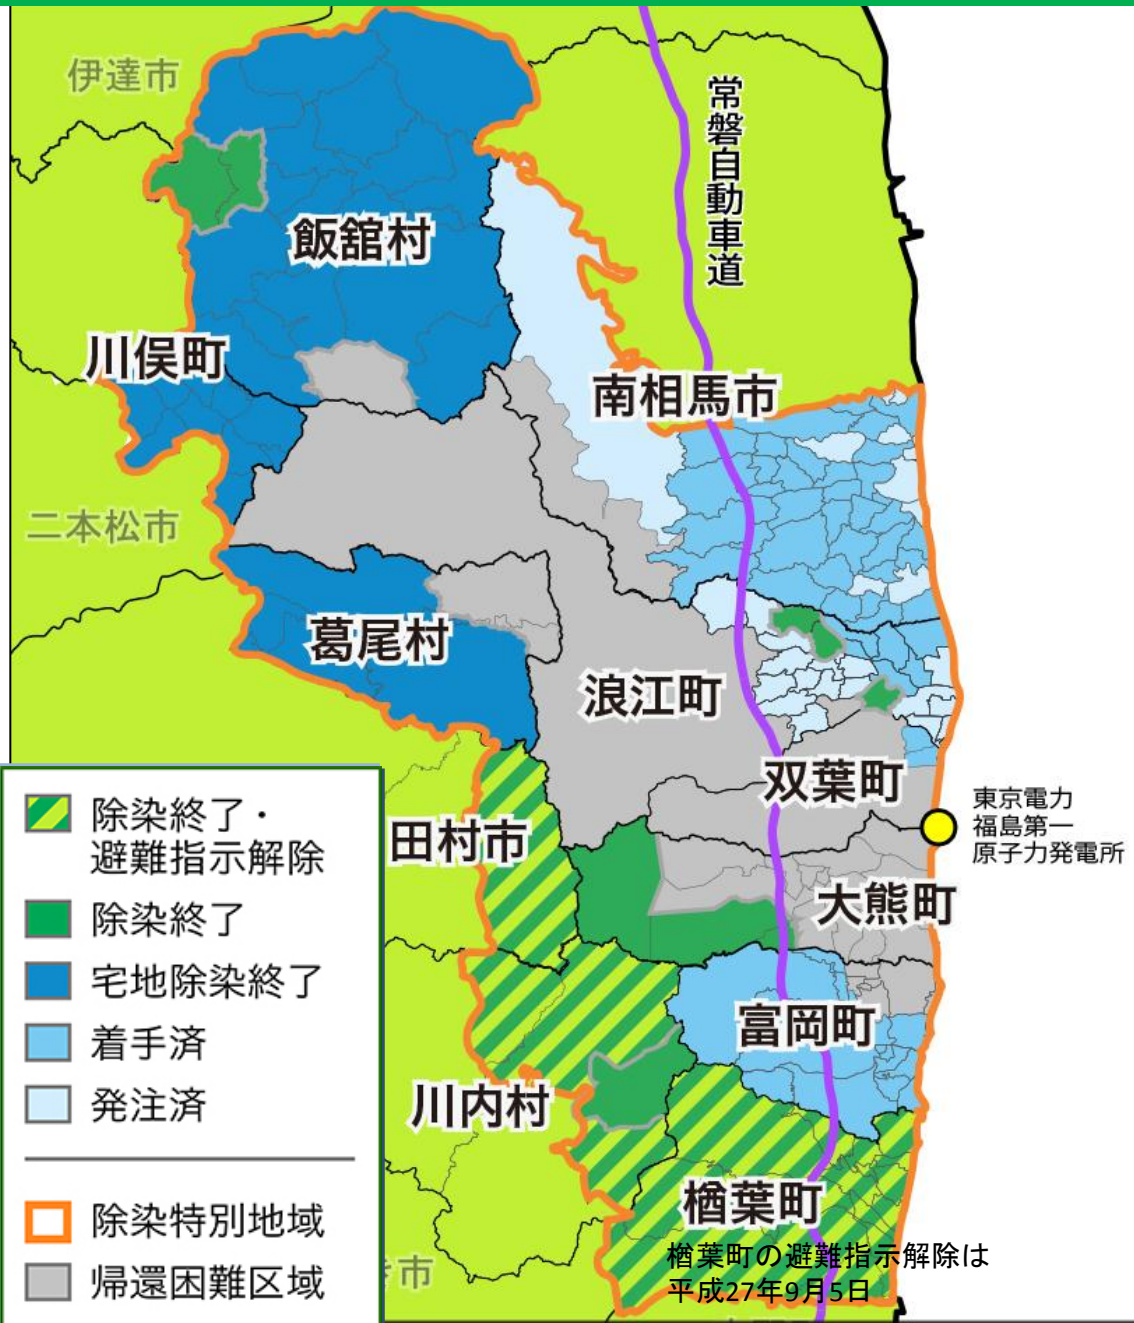 伊達市
常磐自動車道
飯舘村
川俣町
南相馬市
二本松市
葛尾村
浪江町
双葉町
東京電力
福島第一
原子力発電所
田村市
大熊町
富岡町
川内村
楢葉町
楢葉町の避難指示解除は
平成27年9月5日
市
除染終了・
避難指示解除
除染終了
宅地除染終了
着手済
発注済
除染特別地域
帰還困難区域